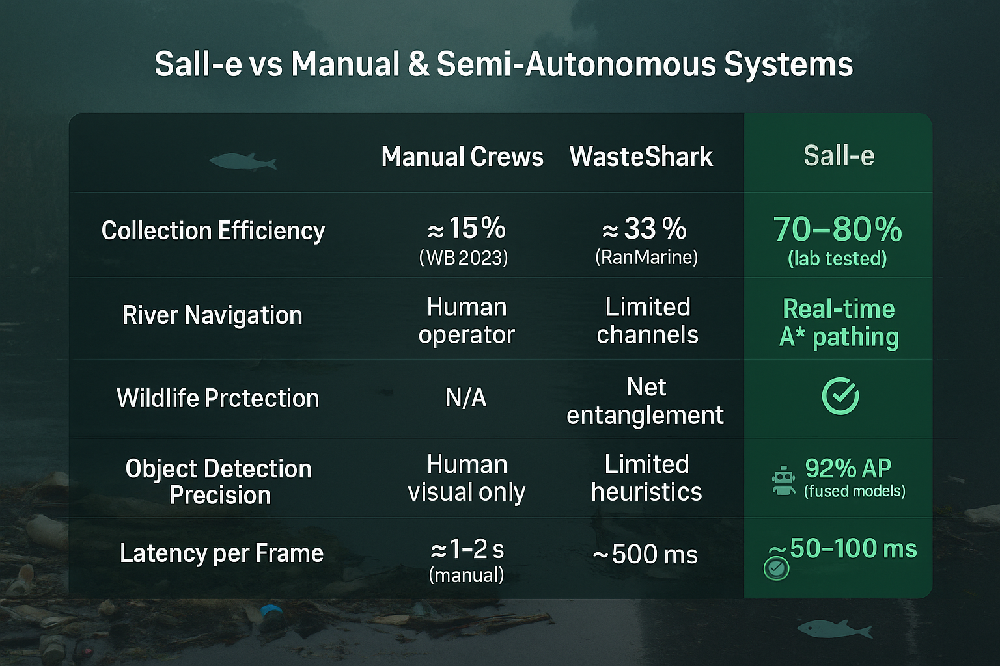 Sall-e vs Manual & Semi-Autonomous Systems
Manual Crews WasteShark Sall-e
Collection Efficiency ≈ 15% ≈ 33 % 70–80%
(WB 2023) (RanMarine) (lab tested)
River Navigation
Human operator
Limited channels
Real-time
A* pathing
Wildlife Prctection
N/A
Net
entanglement
Object Detection
Precision
Human
visual only
Limited
heuristics
92% AP
(fused models)
Latency per Frame
≈ 1–2 s
(manual)
~500 ms
~50–100 ms